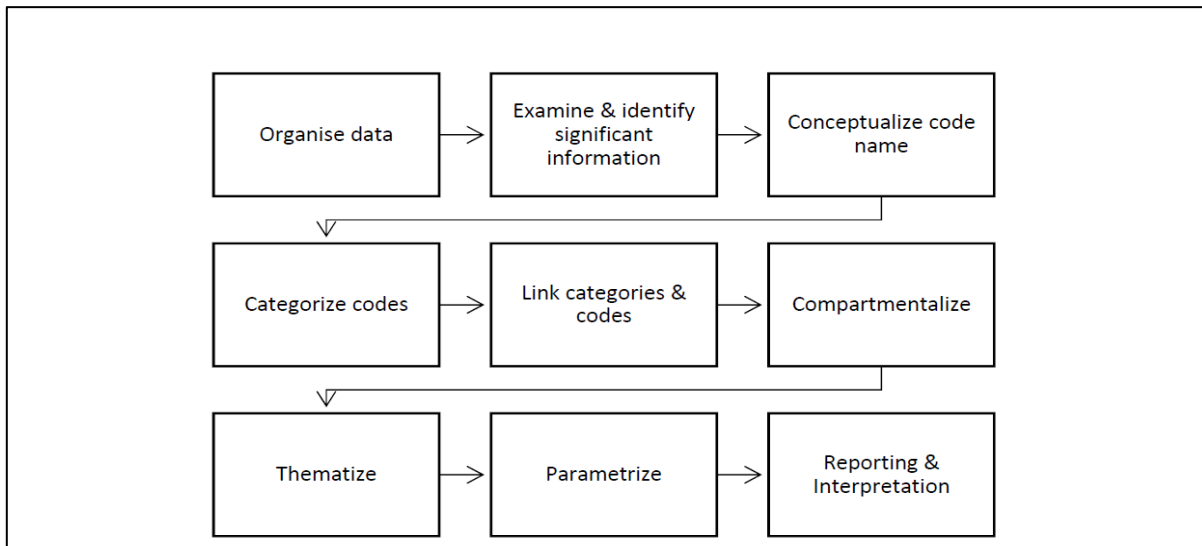 Organise data
Examine & identify
significant
information
Conceptualize code
name
Categorize codes
Link categories &
codes
Compartmentalize
Thematize
Parametrize
Reporting &
Interpretation